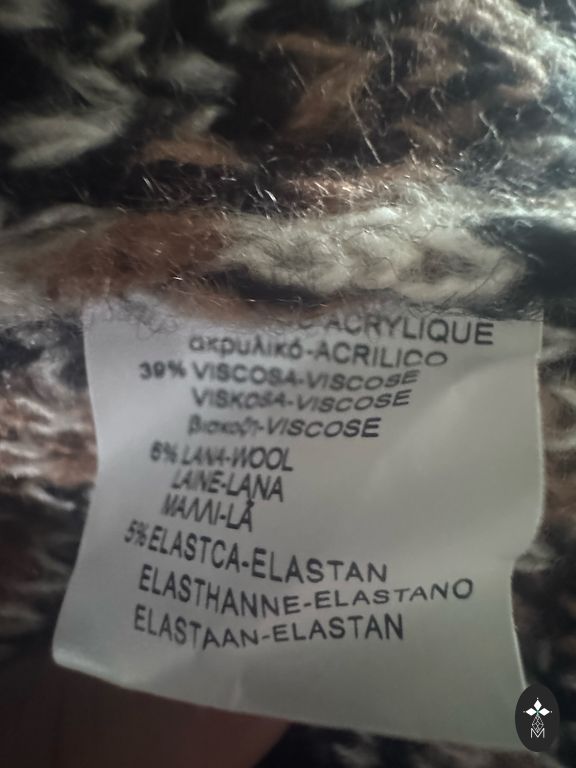 ACRYLIQUE
ακρυλικό-ACRILICO
39% VISCOSA-VISCOSE
VISKOSA-VISCOSE
βισκοζη-VISCOSE
6% LANA-WOOL
LAINE-LANA
ΜΑΛΛΙ-LÃ
5% ELASTCA-ELASTAN
ELASTHANNE-ELASTANO
ELASTAAN-ELASTAN
M